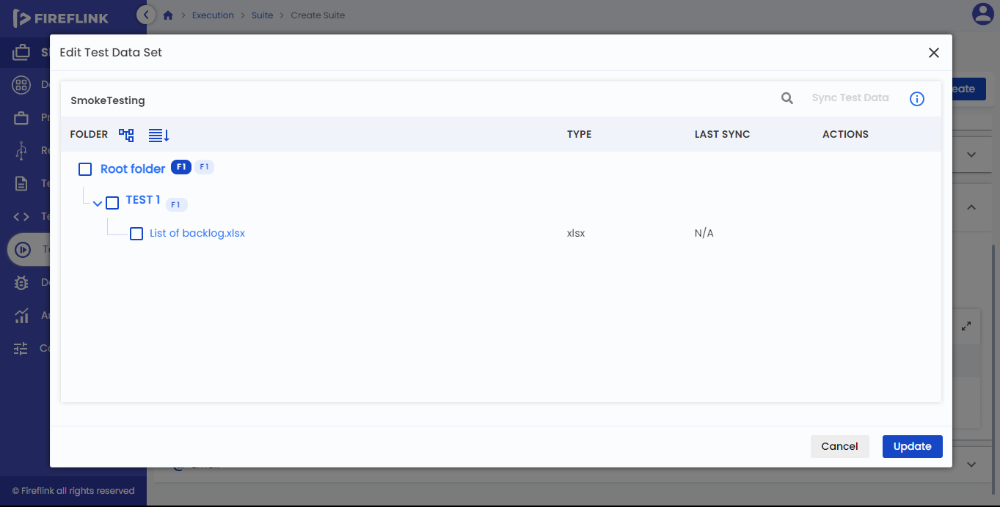 FIREFLINK
Execution
Suite
Create Suite
Edit Test Data Set
SmokeTesting
Sync Test Data
FOLDER
TYPE
LAST SYNC
ACTIONS
Root folder
F1
F1
TEST 1
F1
List of backlog.xlsx
xlsx
N/A
Cancel
Update
© Fireflink all rights reserved